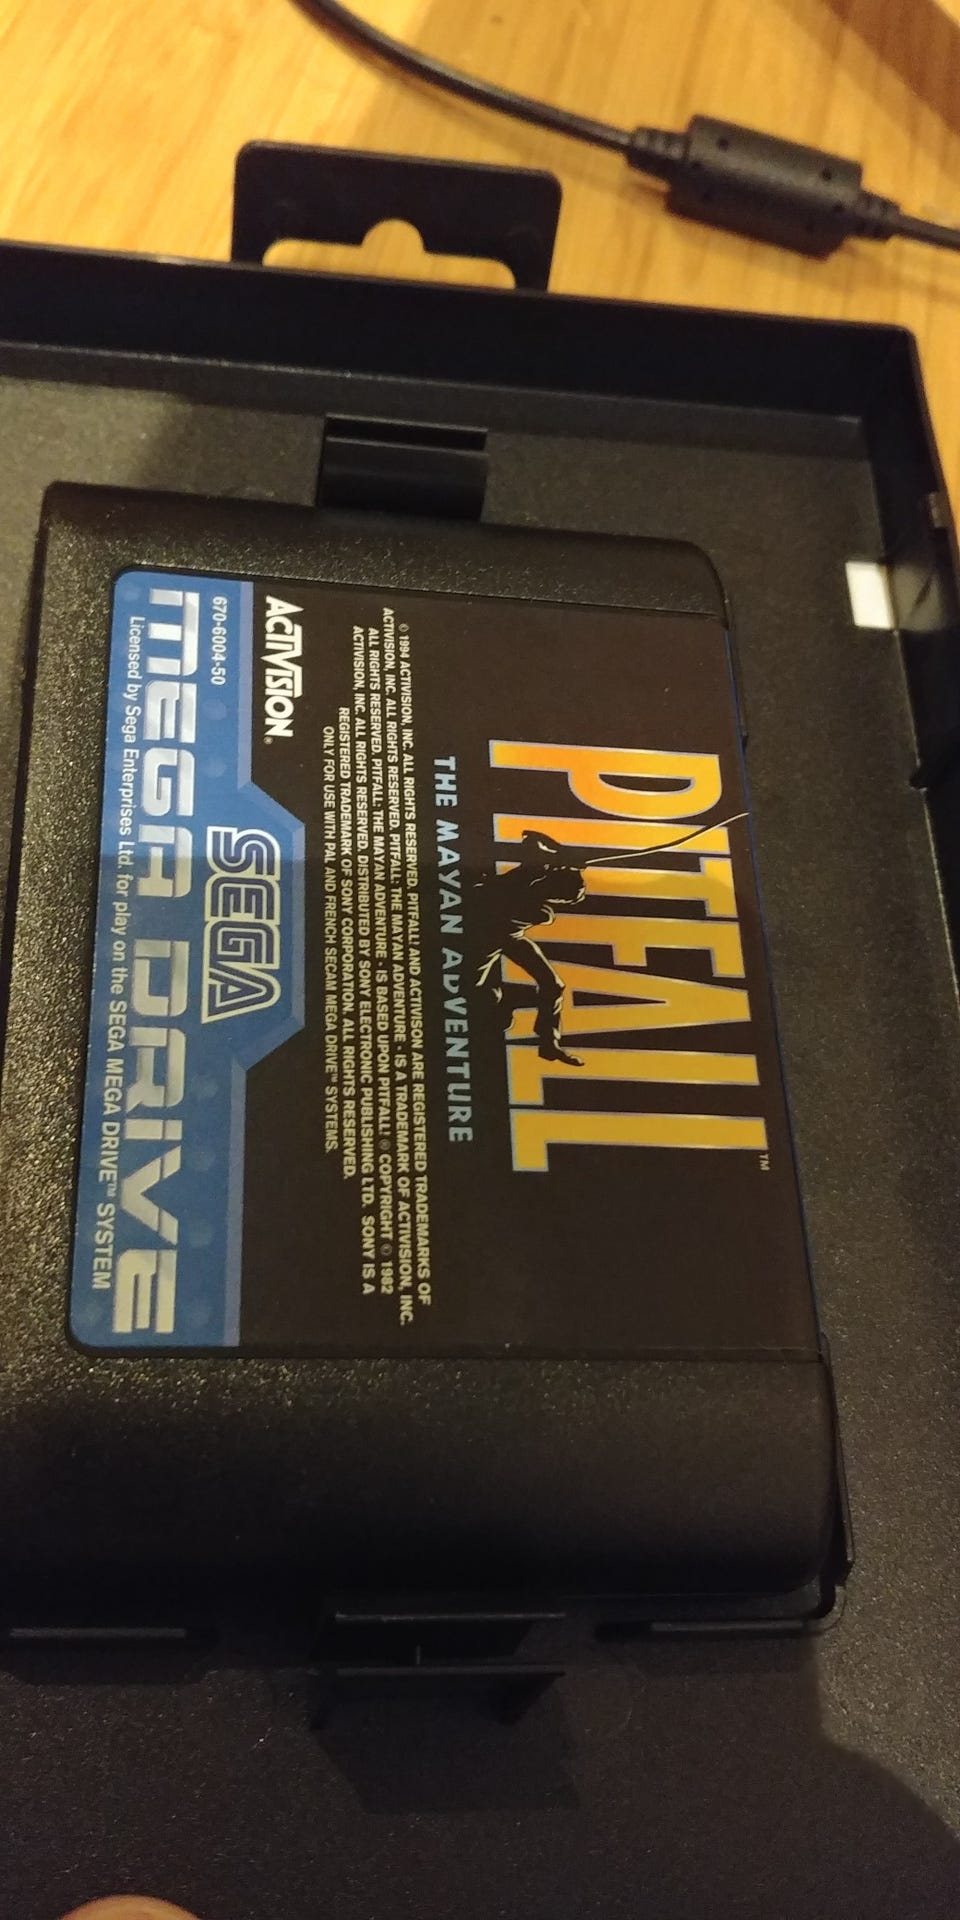 PITFALL™
THE MAYAN ADVENTURE
© 1994 ACTIVISION, INC. ALL RIGHTS RESERVED. PITFALL! AND ACTIVISON ARE REGISTERED TRADEMARKS OF
ACTIVISION, INC. ALL RIGHTS RESERVED. PITFALL: THE MAYAN ADVENTURE - IS A TRADEMARK OF ACTIVISION, INC.
ALL RIGHTS RESERVED. PITFALL: THE MAYAN ADVENTURE - IS BASED UPON PITFALL! ® COPYRIGHT © 1982
ACTIVISION, INC. ALL RIGHTS RESERVED. DISTRIBUTED BY SONY ELECTRONIC PUBLISHING LTD. SONY IS A
REGISTERED TRADEMARK OF SONY CORPORATION. ALL RIGHTS RESERVED.
ONLY FOR USE WITH PAL AND FRENCH SECAM MEGA DRIVE™ SYSTEMS.
ACTIVISION®
670-6004-50
SEGA
MEGA DRIVE
Licensed by Sega Enterprises Ltd. for play on the SEGA MEGA DRIVE™ SYSTEM